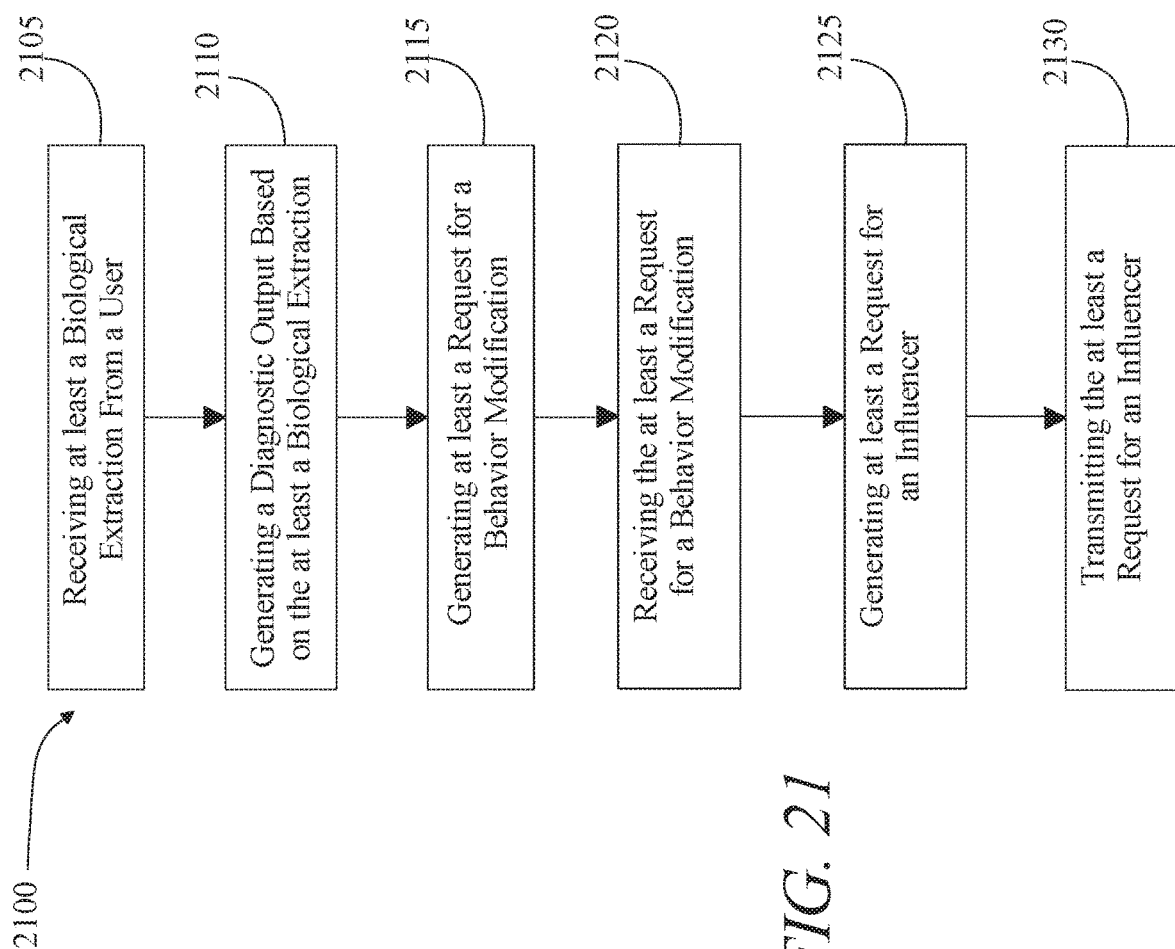 2100
2105
Receiving at least a Biological
Extraction From a User
2110
Generating a Diagnostic Output Based
on the at least a Biological Extraction
2115
Generating at least a Request for a
Behavior Modification
2120
Receiving the at least a Request
for a Behavior Modification
2125
Generating at least a Request for
an Influencer
2130
Transmitting the at least a
Request for an Influencer
FIG. 21